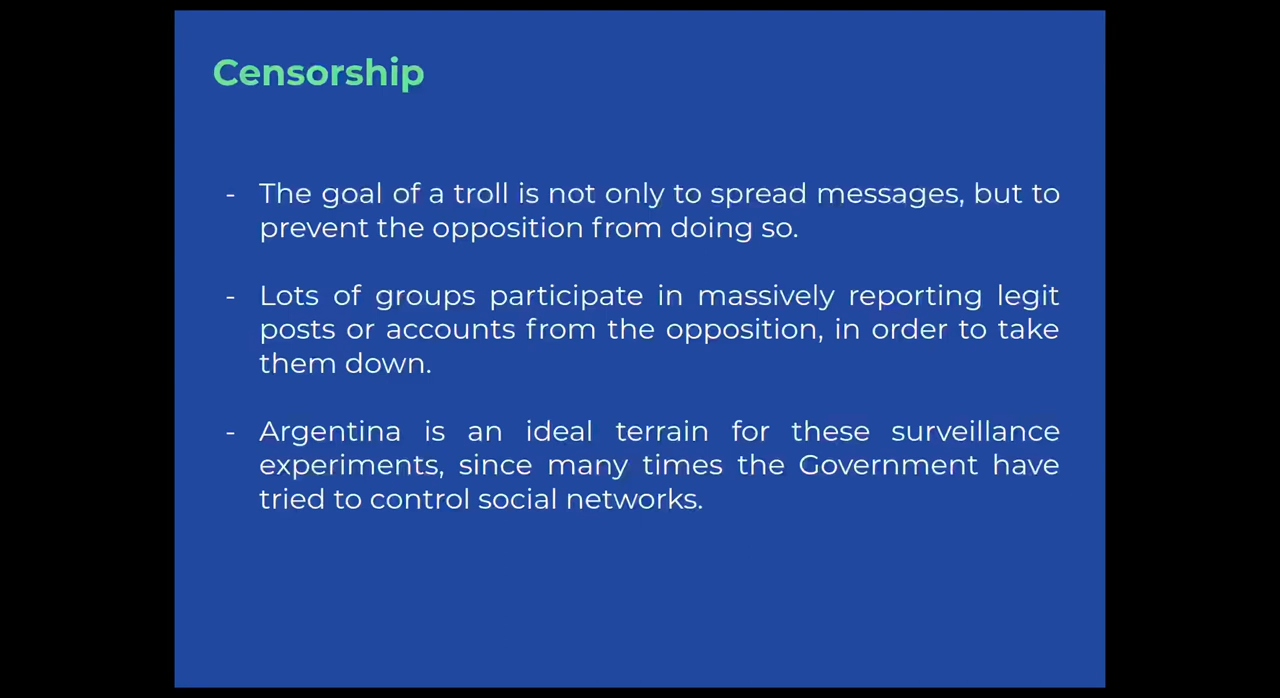 Censorship
- The goal of a troll is not only to spread messages, but to
prevent the opposition from doing so.
- Lots of groups participate in massively reporting legit
posts or accounts from the opposition, in order to take
them down.
- Argentina is an ideal terrain for these surveillance
experiments, since many times the Government have
tried to control social networks.